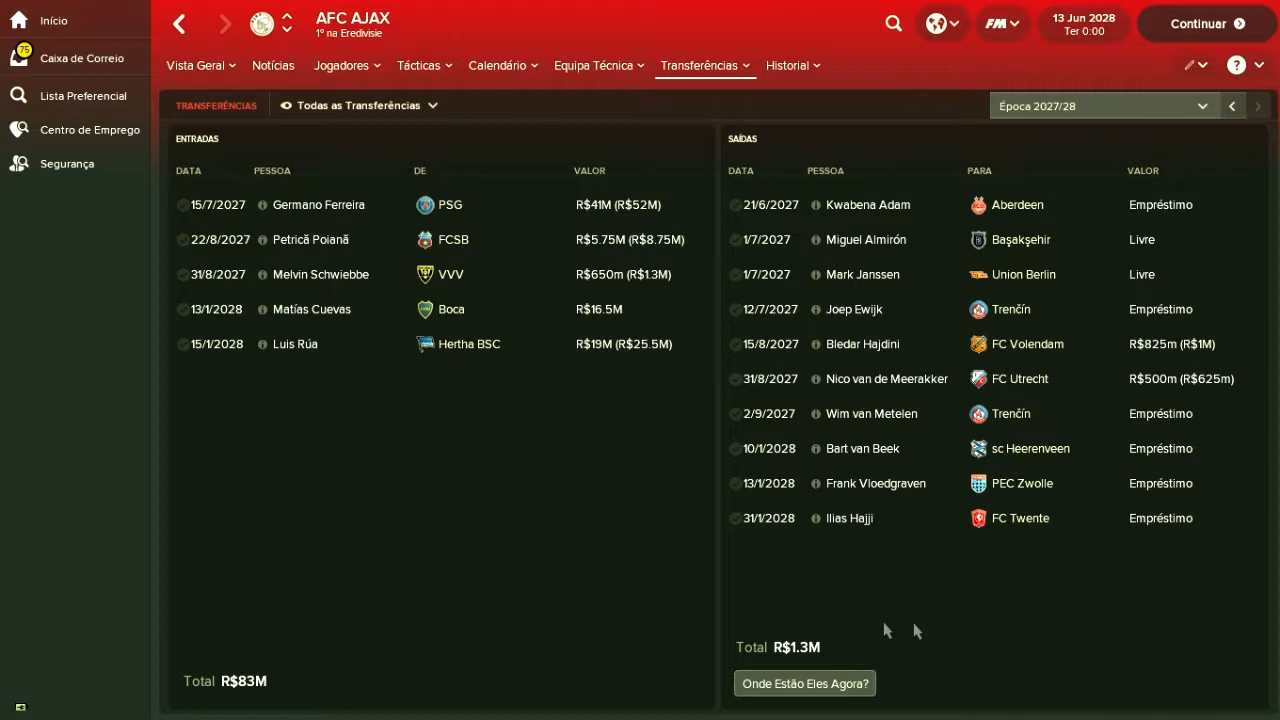 Início
75
Caixa de Correio
Lista Preferencial
Centro de Emprego
Segurança
AFC AJAX
1º na Eredivisie
FM
13 Jun 2028
Ter 0:00
Continuar
Vista Geral
Notícias
Jogadores
Tácticas
Calendário
Equipa Técnica
Transferências
Historial
?
TRANSFERÊNCIAS
Todas as Transferências
Época 2027/28
ENTRADAS
DATA PESSOA DE VALOR
15/7/2027 Germano Ferreira PSG R$41M (R$52M)
22/8/2027 Petrică Poiană FCSB R$5.75M (R$8.75M)
31/8/2027 Melvin Schwiebbe VVV R$650m (R$1.3M)
13/1/2028 Matías Cuevas Boca R$16.5M
15/1/2028 Luis Rúa Hertha BSC R$19M (R$25.5M)
Total R$83M
SAÍDAS
DATA PESSOA PARA VALOR
21/6/2027 Kwabena Adam Aberdeen Empréstimo
1/7/2027 Miguel Almirón Başakşehir Livre
1/7/2027 Mark Janssen Union Berlin Livre
12/7/2027 Joep Ewijk Trenčín Empréstimo
15/8/2027 Bledar Hajdini FC Volendam R$825m (R$1M)
31/8/2027 Nico van de Meerakker FC Utrecht R$500m (R$625m)
2/9/2027 Wim van Metelen Trenčín Empréstimo
10/1/2028 Bart van Beek sc Heerenveen Empréstimo
13/1/2028 Frank Vloedgraven PEC Zwolle Empréstimo
31/1/2028 Ilias Hajji FC Twente Empréstimo
Total R$1.3M
Onde Estão Eles Agora?